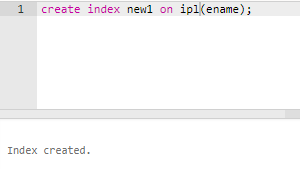 1 create index new1 on ipl(ename);
Index created.